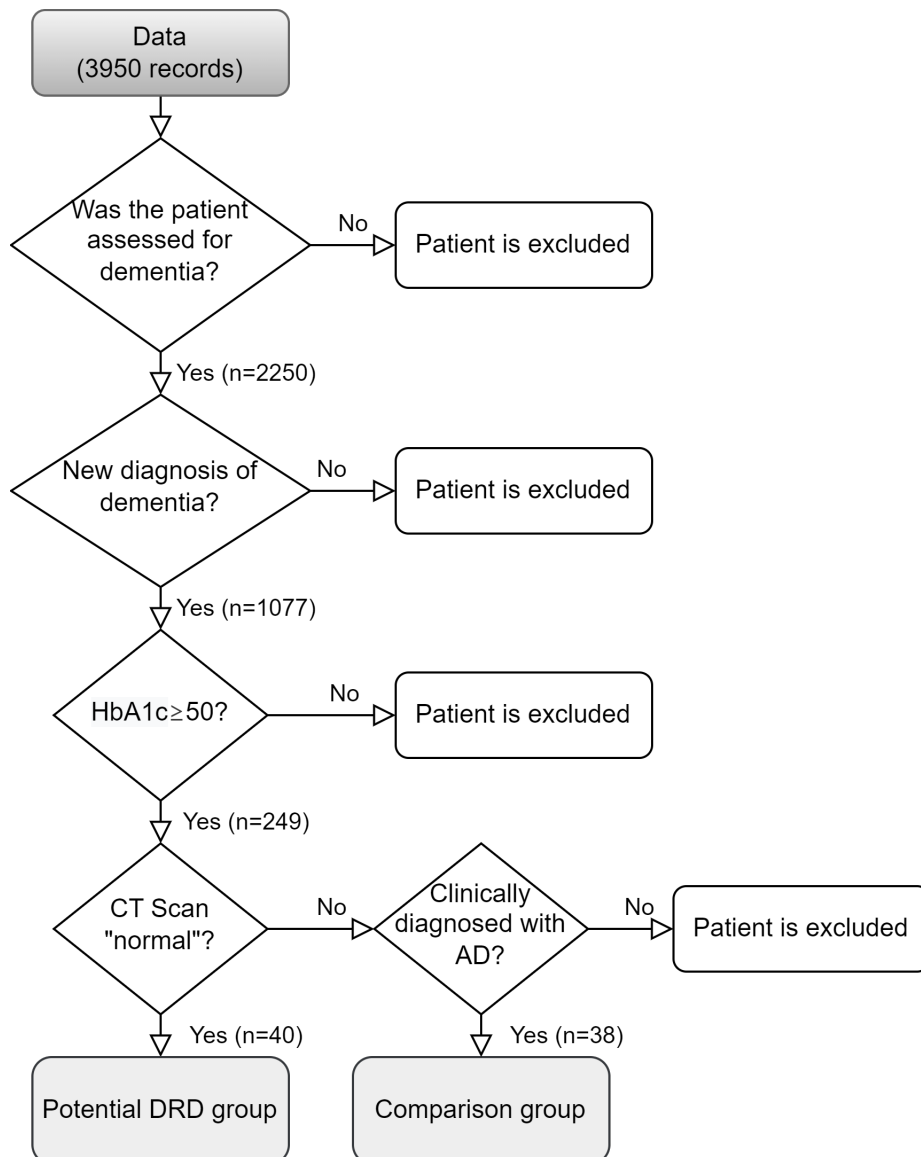 Data
(3950 records)
Was the patient
assessed for
dementia?
No
Patient is excluded
Yes (n=2250)
New diagnosis of
dementia?
No
Patient is excluded
Yes (n=1077)
HbA1c≥50?
No
Patient is excluded
Yes (n=249)
CT Scan
"normal"?
No
Clinically
diagnosed with
AD?
No
Patient is excluded
Yes (n=40)
Yes (n=38)
Potential DRD group
Comparison group